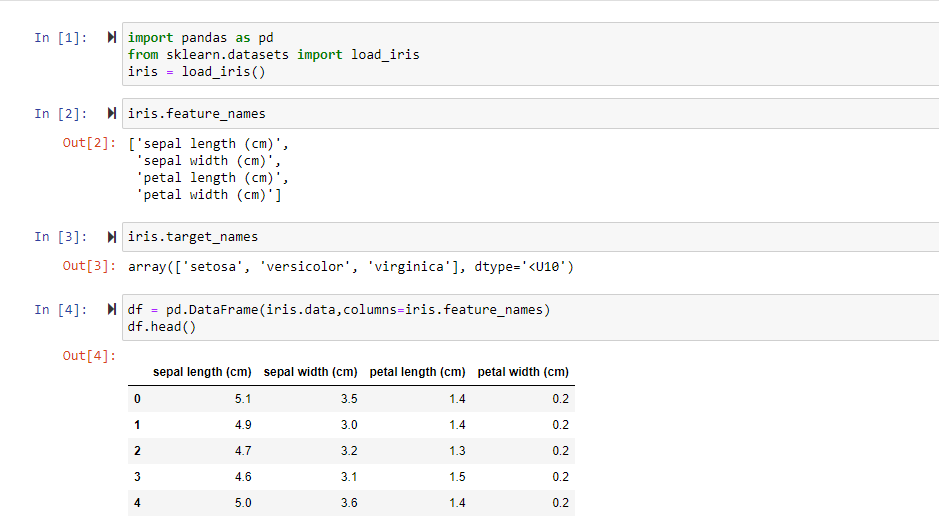 In [1]: import pandas as pd
from sklearn.datasets import load_iris
iris = load_iris()
In [2]: iris.feature_names
Out[2]: ['sepal length (cm)',
'sepal width (cm)',
'petal length (cm)',
'petal width (cm)']
In [3]: iris.target_names
Out[3]: array(['setosa', 'versicolor', 'virginica'], dtype='<U10')
In [4]: df = pd.DataFrame(iris.data,columns=iris.feature_names)
df.head()
Out[4]:
sepal length (cm) sepal width (cm) petal length (cm) petal width (cm)
0 5.1 3.5 1.4 0.2
1 4.9 3.0 1.4 0.2
2 4.7 3.2 1.3 0.2
3 4.6 3.1 1.5 0.2
4 5.0 3.6 1.4 0.2